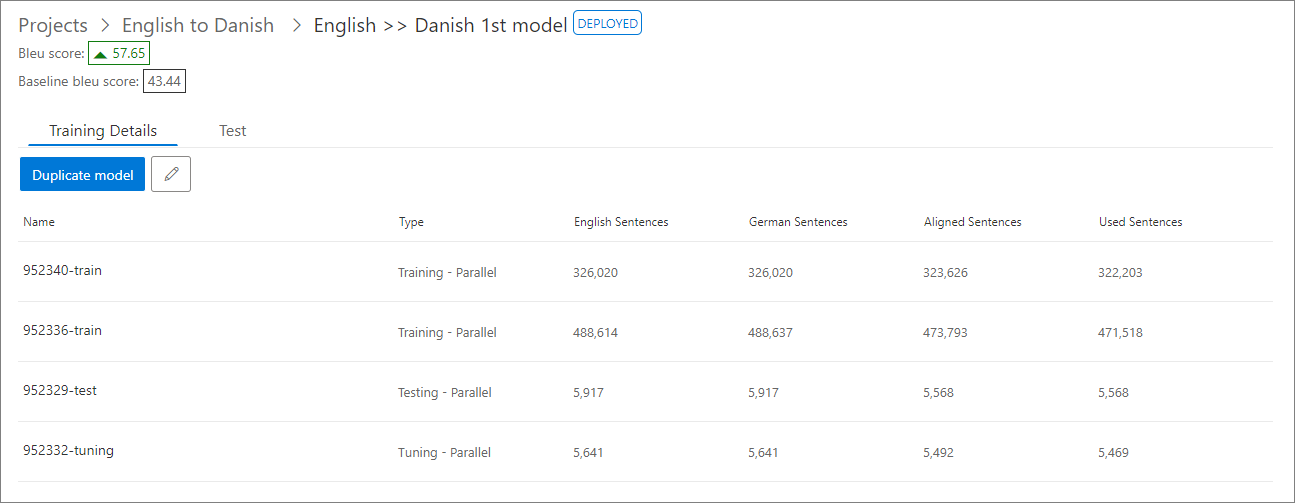 Projects > English to Danish > English >> Danish 1st model DEPLOYED
Bleu score: ▲ 57.65
Baseline bleu score: 43.44
Training Details Test
Duplicate model
Name Type English Sentences German Sentences Aligned Sentences Used Sentences
952340-train Training - Parallel 326,020 326,020 323,626 322,203
952336-train Training - Parallel 488,614 488,637 473,793 471,518
952329-test Testing - Parallel 5,917 5,917 5,568 5,568
952332-tuning Tuning - Parallel 5,641 5,641 5,492 5,469